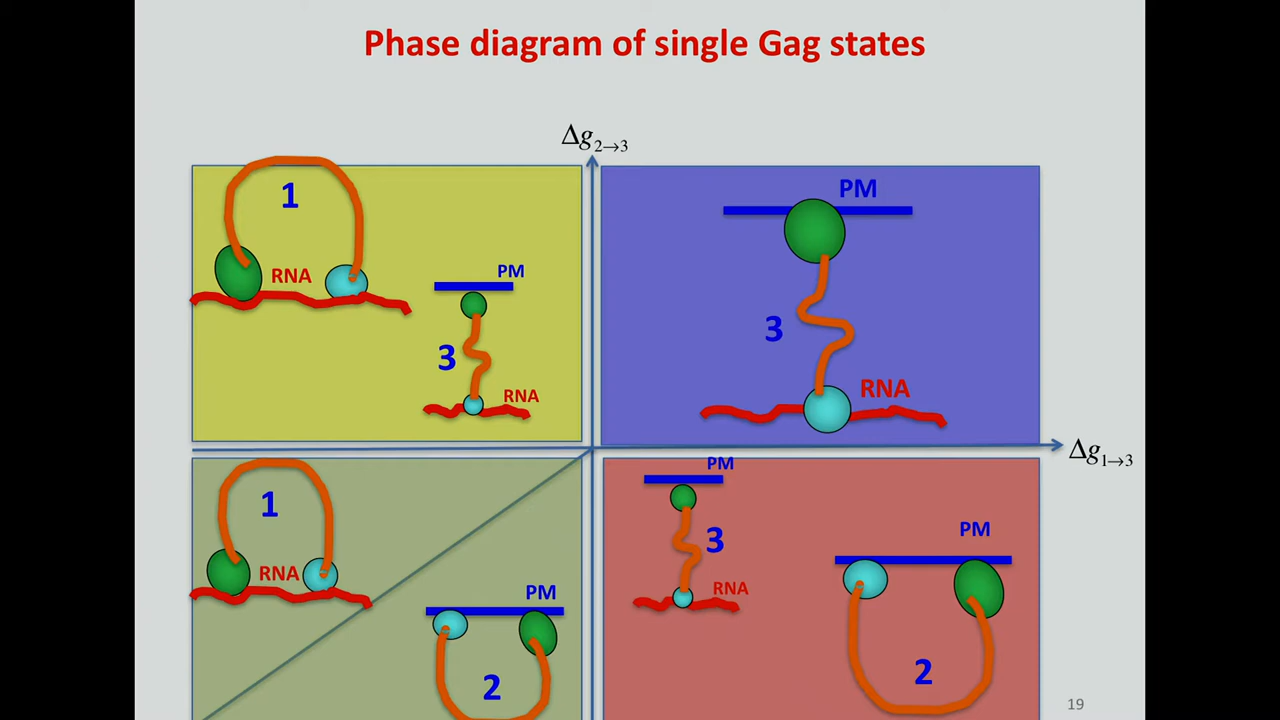 Phase diagram of single Gag states
Δg2→3
1
RNA
PM
3
RNA
PM
3
RNA
Δg1→3
1
RNA
PM
2
PM
3
RNA
PM
2
19